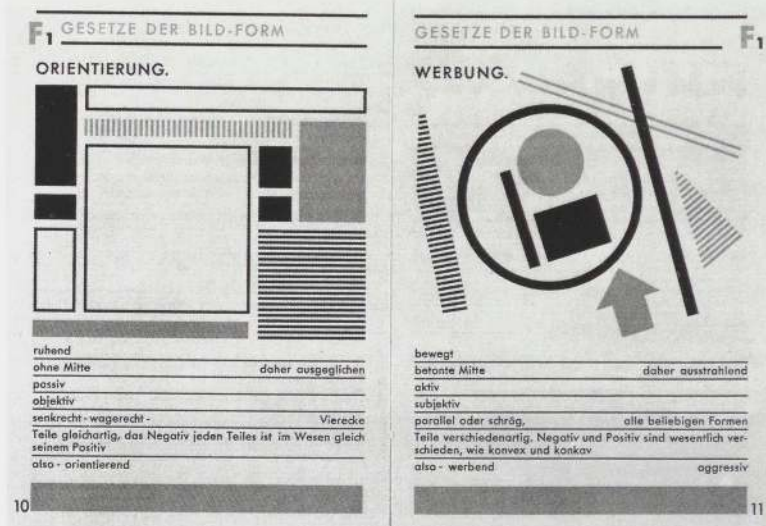 F1 GESETZE DER BILD-FORM
ORIENTIERUNG.
ruhend
ohne Mitte daher ausgeglichen
passiv
objektiv
senkrecht - wagerecht - Vierecke
Teile gleichartig, das Negativ jeden Teiles ist im Wesen gleich
seinem Positiv
also - orientierend
10
GESETZE DER BILD-FORM F1
WERBUNG.
bewegt
betonte Mitte daher ausstrahlend
aktiv
subjektiv
parallel oder schräg, alle beliebigen Formen
Teile verschiedenartig. Negativ und Positiv sind wesentlich ver-
schieden, wie konvex und konkav
also - werbend aggressiv
11